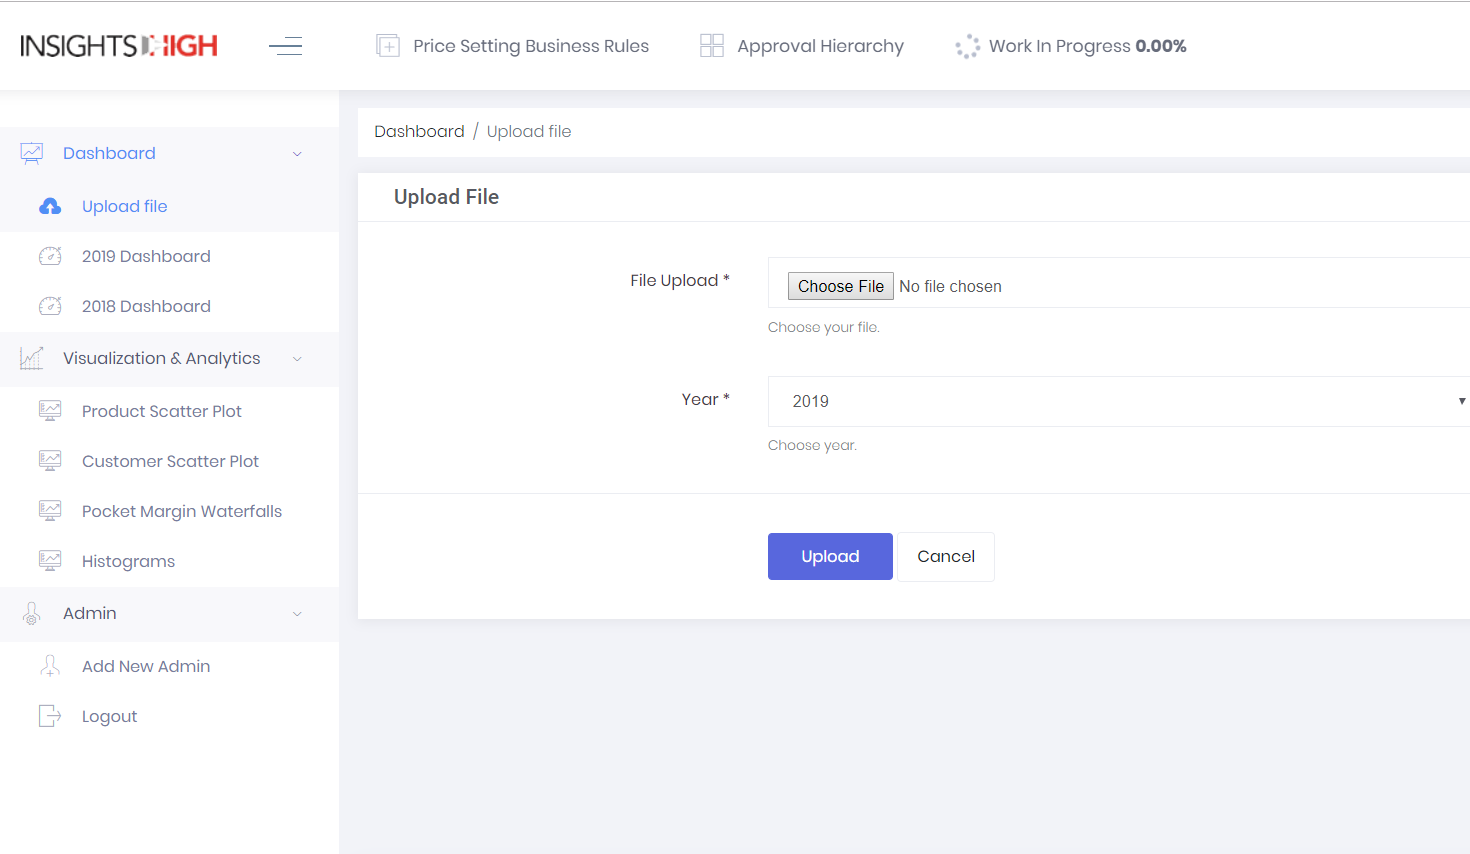 INSIGHTS HIGH
Price Setting Business Rules
Approval Hierarchy
Work In Progress 0.00%
Dashboard
Upload file
2019 Dashboard
2018 Dashboard
Visualization & Analytics
Product Scatter Plot
Customer Scatter Plot
Pocket Margin Waterfalls
Histograms
Admin
Add New Admin
Logout
Dashboard / Upload file
Upload File
File Upload *
Choose File No file chosen
Choose your file.
Year *
2019
Choose year.
Upload
Cancel